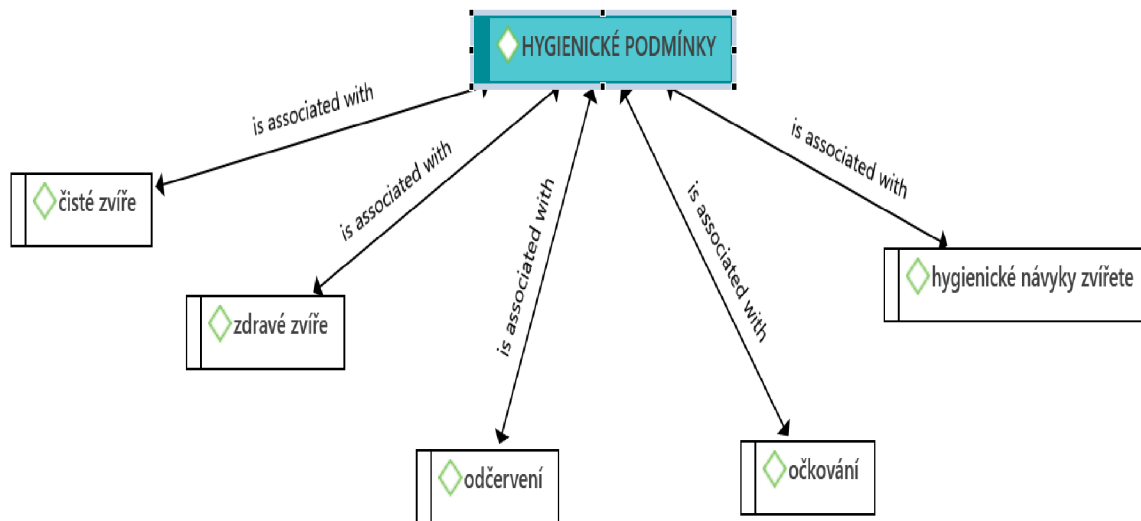 HYGIENICKÉ PODMÍNKY
is associated with
is associated with
is associated with
is associated with
is associated with
čisté zvíře
hygienické návyky zvířete
zdravé zvíře
očkování
odčervení